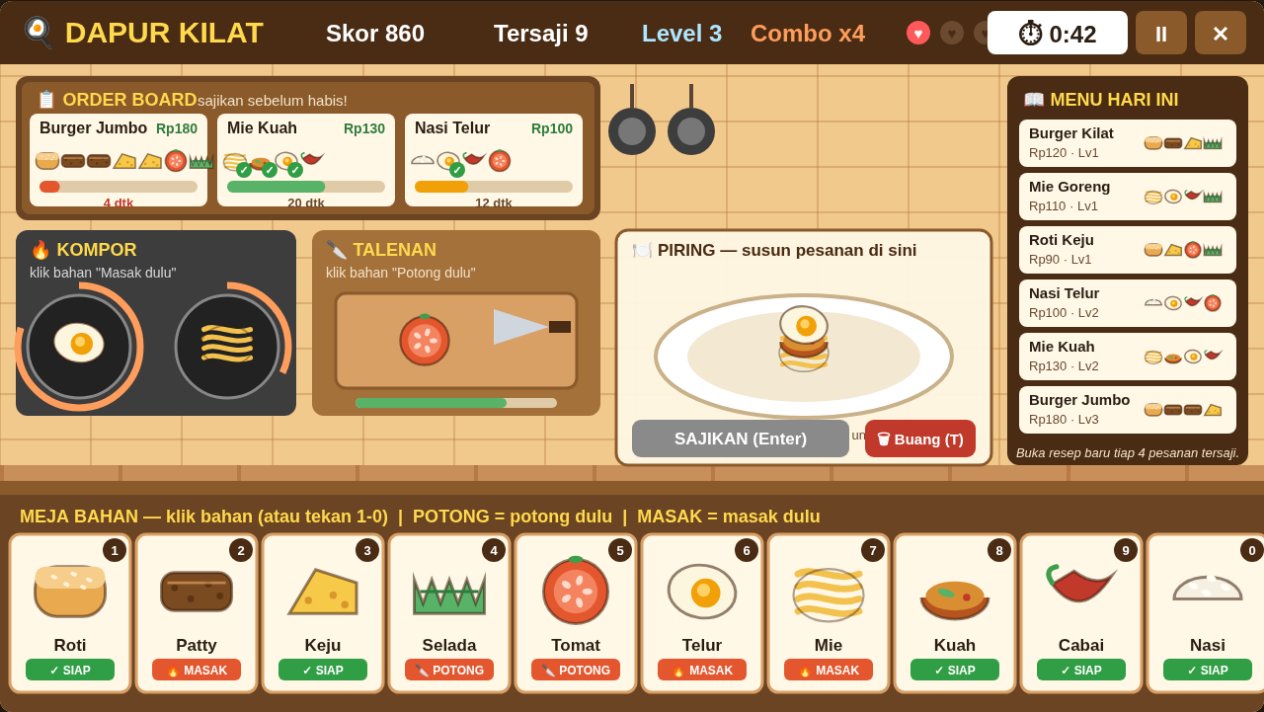 DAPUR KILAT
Skor 860
Tersaji 9
Level 3
Combo x4
0:42
ORDER BOARD sajikan sebelum habis!
Burger Jumbo Rp180
4 dtk
Mie Kuah Rp130
20 dtk
Nasi Telur Rp100
12 dtk
KOMPOR
klik bahan "Masak dulu"
TALENAN
klik bahan "Potong dulu"
PIRING — susun pesanan di sini
SAJIKAN (Enter)
Buang (T)
MENU HARI INI
Burger Kilat
Rp120 · Lv1
Mie Goreng
Rp110 · Lv1
Roti Keju
Rp90 · Lv1
Nasi Telur
Rp100 · Lv2
Mie Kuah
Rp130 · Lv2
Burger Jumbo
Rp180 · Lv3
Buka resep baru tiap 4 pesanan tersaji.
MEJA BAHAN — klik bahan (atau tekan 1-0) | POTONG = potong dulu | MASAK = masak dulu
1
Roti
✓ SIAP
2
Patty
MASAK
3
Keju
✓ SIAP
4
Selada
POTONG
5
Tomat
POTONG
6
Telur
MASAK
7
Mie
MASAK
8
Kuah
✓ SIAP
9
Cabai
✓ SIAP
0
Nasi
✓ SIAP